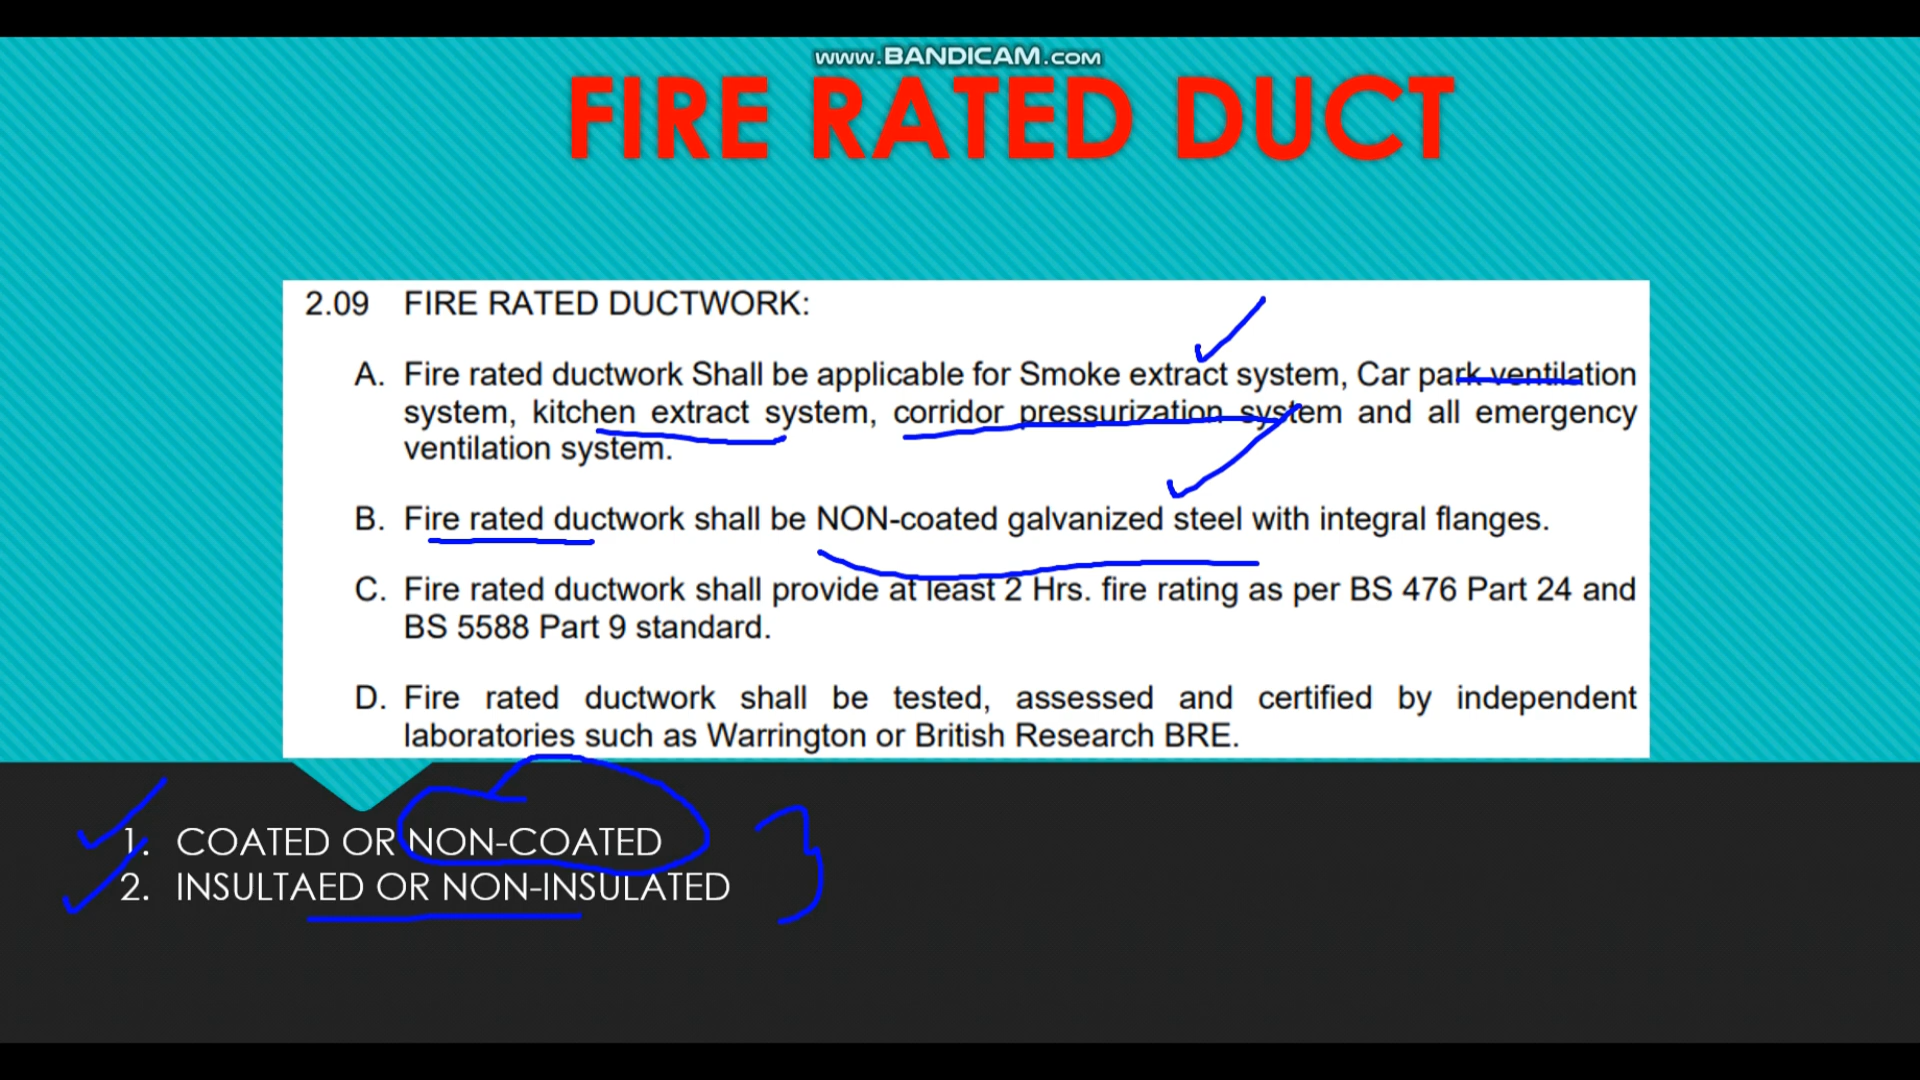 www.BANDICAM.com
FIRE RATED DUCT
2.09 FIRE RATED DUCTWORK:
A. Fire rated ductwork Shall be applicable for Smoke extract system, Car park ventilation
system, kitchen extract system, corridor pressurization system and all emergency
ventilation system.
B. Fire rated ductwork shall be NON-coated galvanized steel with integral flanges.
C. Fire rated ductwork shall provide at least 2 Hrs. fire rating as per BS 476 Part 24 and
BS 5588 Part 9 standard.
D. Fire rated ductwork shall be tested, assessed and certified by independent
laboratories such as Warrington or British Research BRE.
1. COATED OR NON-COATED
2. INSULTAED OR NON-INSULATED